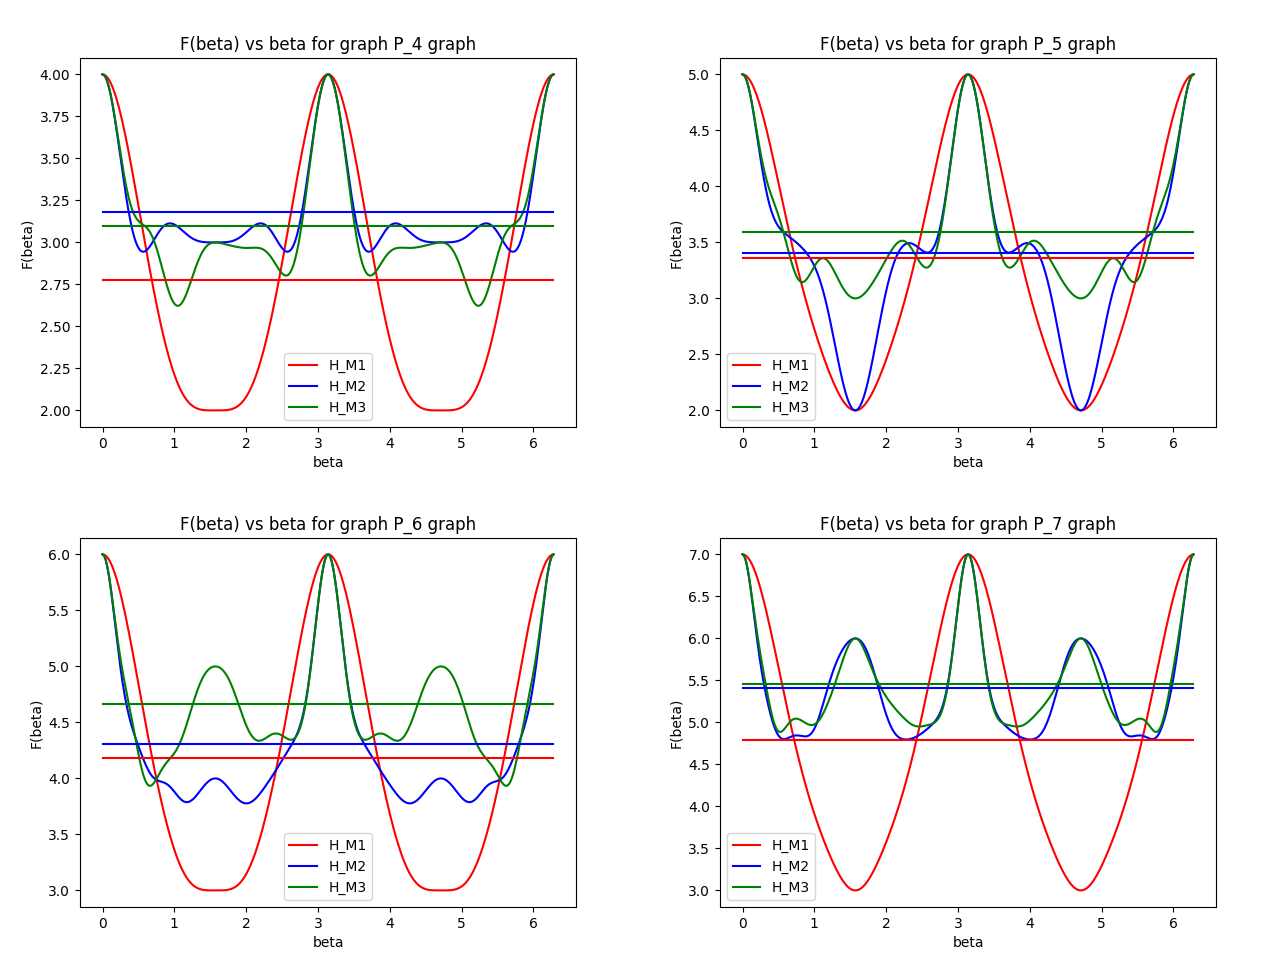 F(beta) vs beta for graph P_4 graph
F(beta)
4.00
3.75
3.50
3.25
3.00
2.75
2.50
2.25
2.00
H_M1
H_M2
H_M3
0 1 2 3 4 5 6
beta
F(beta) vs beta for graph P_5 graph
F(beta)
5.0
4.5
4.0
3.5
3.0
2.5
2.0
H_M1
H_M2
H_M3
0 1 2 3 4 5 6
beta
F(beta) vs beta for graph P_6 graph
F(beta)
6.0
5.5
5.0
4.5
4.0
3.5
3.0
H_M1
H_M2
H_M3
0 1 2 3 4 5 6
beta
F(beta) vs beta for graph P_7 graph
F(beta)
7.0
6.5
6.0
5.5
5.0
4.5
4.0
3.5
3.0
H_M1
H_M2
H_M3
0 1 2 3 4 5 6
beta